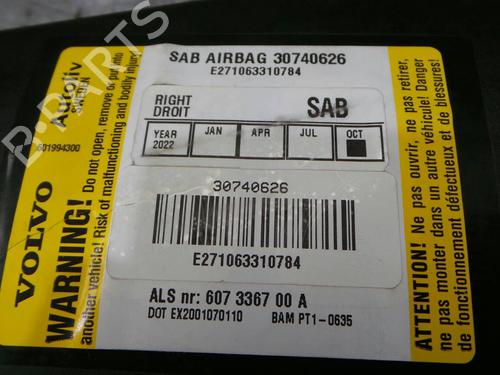 SAB AIRBAG 30740626
E271063310784
RIGHT
DROIT
SAB
YEAR
2022
JAN
APR
JUL
OCT
30740626
E271063310784
ALS nr: 607 3367 00 A
DOT EX2001070110 BAM PT1-0635
Autoliv
SWEDEN
601994300
VOLVO
WARNING! Do not open, remove or put into
another vehicle! Risk of malfunctioning and bodily injury
ATTENTION! Ne pas ouvrir, ne pas retirer,
ne pas monter dans un autre véhicule! Danger
de fonctionnement défectueux et de blessures!
B-PARTS